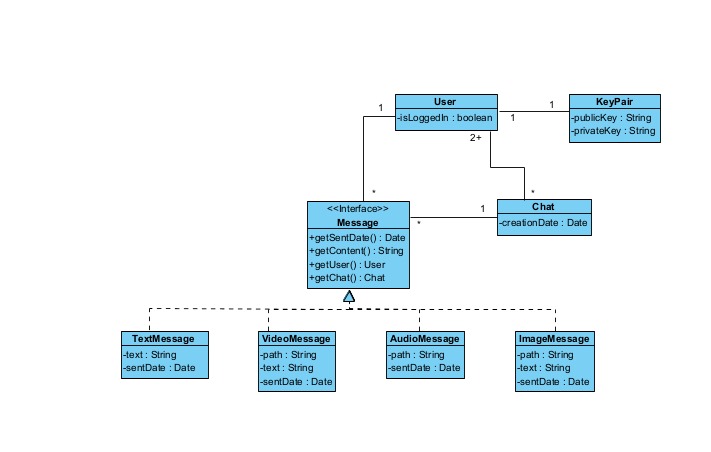 User
-isLoggedIn : boolean
KeyPair
-publicKey : String
-privateKey : String
1
1
1
2+
*
*
1
*
<<Interface>>
Message
+getSentDate() : Date
+getContent() : String
+getUser() : User
+getChat() : Chat
Chat
-creationDate : Date
TextMessage
-text : String
-sentDate : Date
VideoMessage
-path : String
-text : String
-sentDate : Date
AudioMessage
-path : String
-sentDate : Date
ImageMessage
-path : String
-text : String
-sentDate : Date